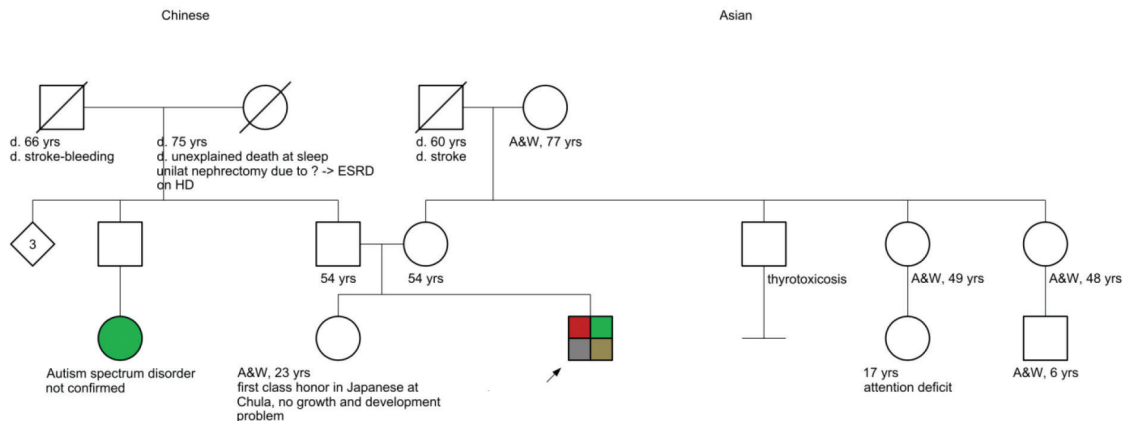 Chinese
Asian
d. 66 yrs
d. stroke-bleeding
d. 75 yrs
d. unexplained death at sleep
unilat nephrectomy due to ? -> ESRD
on HD
d. 60 yrs
d. stroke
A&W, 77 yrs
3
54 yrs
54 yrs
thyrotoxicosis
A&W, 49 yrs
A&W, 48 yrs
Autism spectrum disorder
not confirmed
A&W, 23 yrs
first class honor in Japanese at
Chula, no growth and development
problem
17 yrs
attention deficit
A&W, 6 yrs